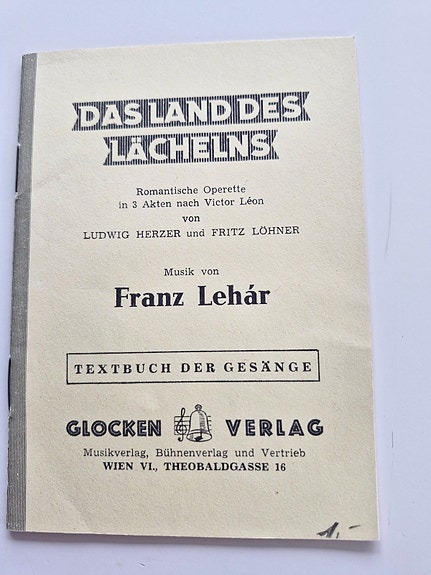 DAS LAND DES
LÄCHELNS
Romantische Operette
in 3 Akten nach Victor Léon
von
LUDWIG HERZER und FRITZ LÖHNER
Musik von
Franz Lehár
TEXTBUCH DER GESÄNGE
GLOCKEN VERLAG
Musikverlag, Bühnenverlag und Vertrieb
WIEN VI., THEOBALDGASSE 16
1,-